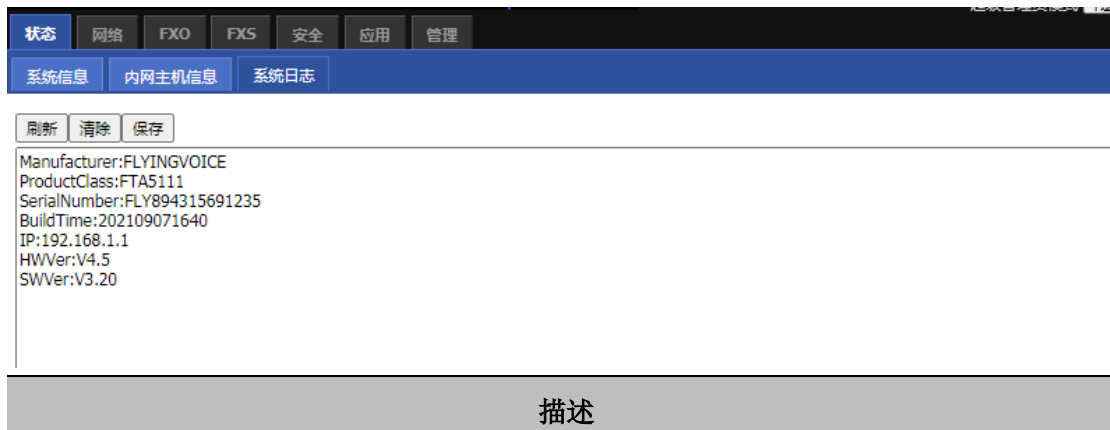 状态 网络 FXO FXS 安全 应用 管理
系统信息 内网主机信息 系统日志
刷新 清除 保存
Manufacturer:FLYINGVOICE
ProductClass:FTA5111
SerialNumber:FLY894315691235
BuildTime:202109071640
IP:192.168.1.1
HWVer:V4.5
SWVer:V3.20
描述